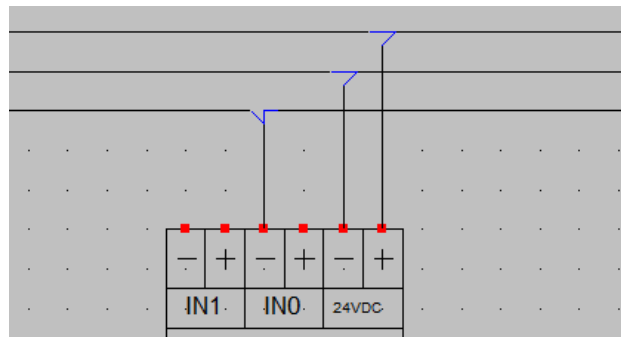 − + − + − +
IN1 IN0 24VDC